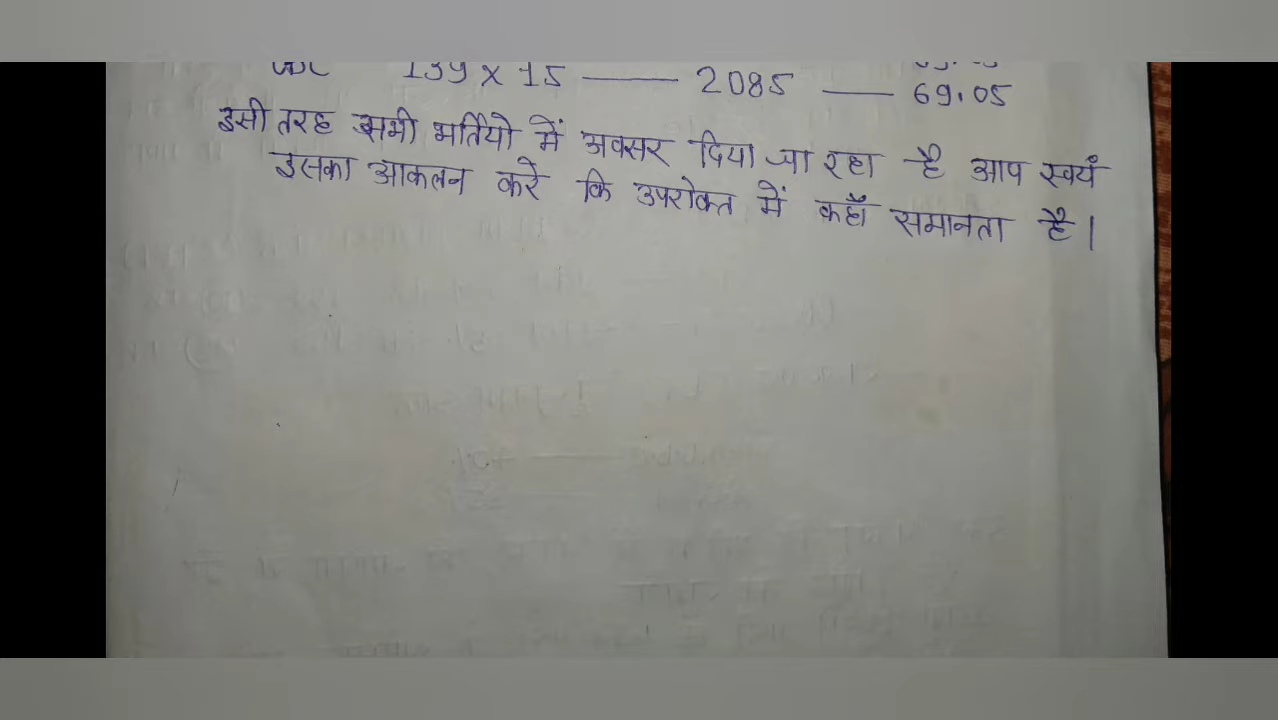 139 x 15 —— 2085 —— 69.05
इसी तरह सभी भर्तियो में अवसर दिया जा रहा है आप स्वयं
इसका आकलन करे कि उपरोक्त में कहाँ समानता है।